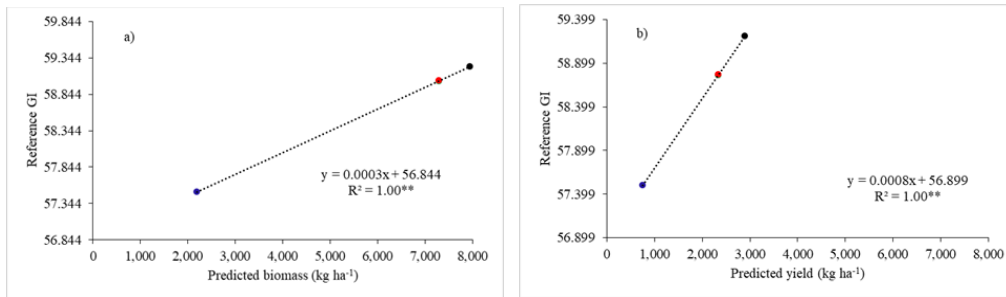 a)
59.844
59.344
58.844
58.344
57.844
57.344
56.844
Reference GI
y = 0.0003x + 56.844
R² = 1.00**
0 1,000 2,000 3,000 4,000 5,000 6,000 7,000 8,000
Predicted biomass (kg ha⁻¹)
b)
59.399
58.899
58.399
57.899
57.399
56.899
Reference GI
y = 0.0008x + 56.899
R² = 1.00**
0 1,000 2,000 3,000 4,000 5,000 6,000 7,000 8,000
Predicted yield (kg ha⁻¹)